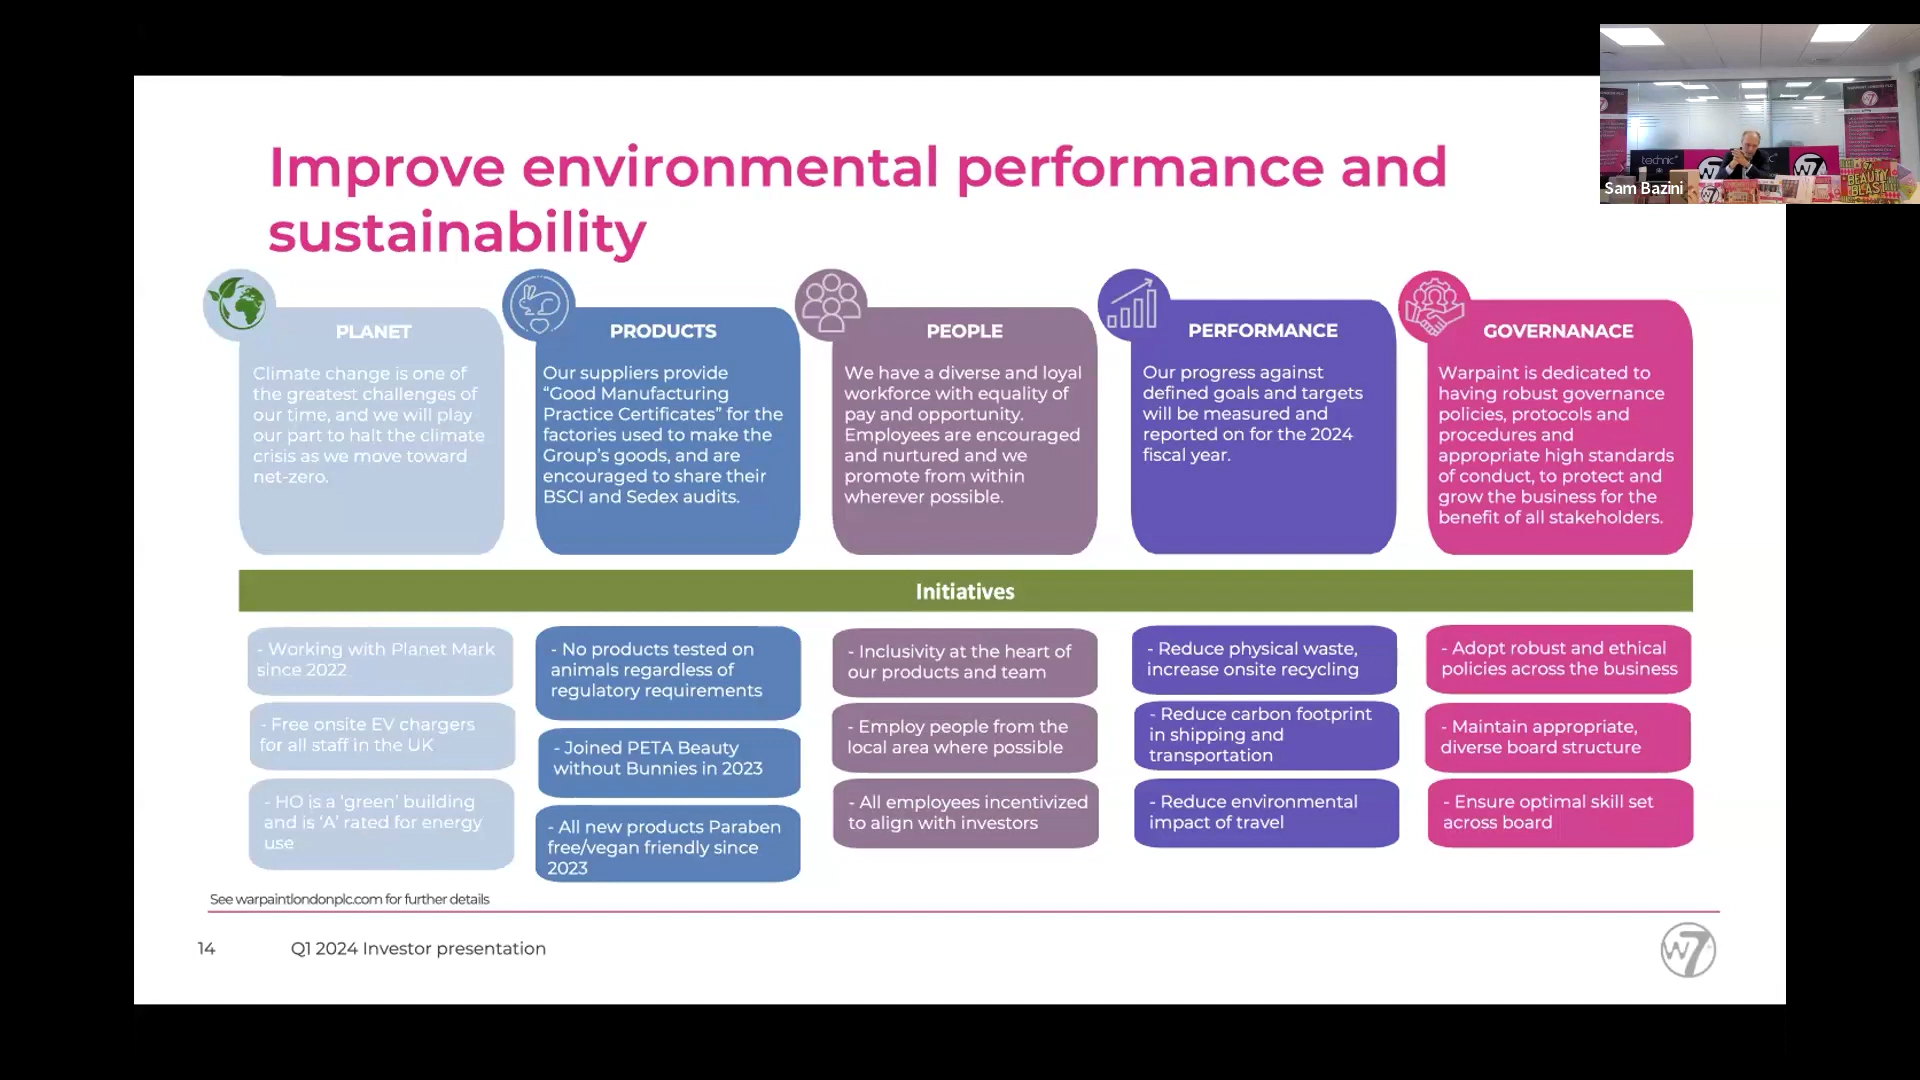 Improve environmental performance and
sustainability
PLANET
Climate change is one of
the greatest challenges of
our time, and we will play
our part to halt the climate
crisis as we move toward
net-zero.
PRODUCTS
Our suppliers provide
“Good Manufacturing
Practice Certificates” for the
factories used to make the
Group’s goods, and are
encouraged to share their
BSCI and Sedex audits.
PEOPLE
We have a diverse and loyal
workforce with equality of
pay and opportunity.
Employees are encouraged
and nurtured and we
promote from within
wherever possible.
PERFORMANCE
Our progress against
defined goals and targets
will be measured and
reported on for the 2024
fiscal year.
GOVERNANACE
Warpaint is dedicated to
having robust governance
policies, protocols and
procedures and
appropriate high standards
of conduct, to protect and
grow the business for the
benefit of all stakeholders.
Initiatives
- Working with Planet Mark
since 2022
- Free onsite EV chargers
for all staff in the UK
- HO is a ‘green’ building
and is ‘A’ rated for energy
use
- No products tested on
animals regardless of
regulatory requirements
- Joined PETA Beauty
without Bunnies in 2023
- All new products Paraben
free/vegan friendly since
2023
- Inclusivity at the heart of
our products and team
- Employ people from the
local area where possible
- All employees incentivized
to align with investors
- Reduce physical waste,
increase onsite recycling
- Reduce carbon footprint
in shipping and
transportation
- Reduce environmental
impact of travel
- Adopt robust and ethical
policies across the business
- Maintain appropriate,
diverse board structure
- Ensure optimal skill set
across board
See warpaintlondonplc.com for further details
14 Q1 2024 Investor presentation
W7
technic
W7
W7
BEAUTY
BLAST
Sam Bazini